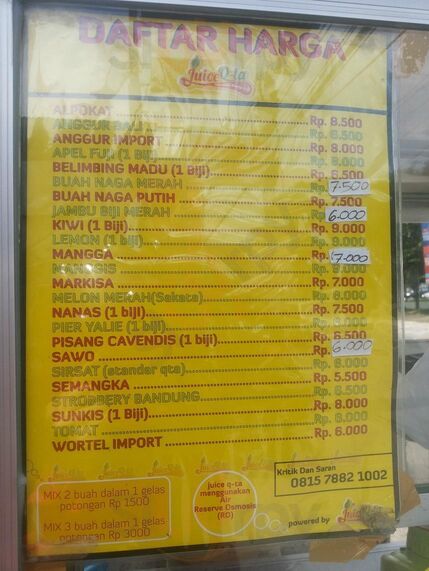 DAFTAR HARGA
Juice Q-ta
ALPOKAT Rp. 8.500
ANGGUR BALI Rp. 6.500
ANGGUR IMPORT Rp. 8.000
APEL FUJI (1 Biji) Rp. 8.000
BELIMBING MADU (1 Biji) Rp. 6.500
BUAH NAGA MERAH Rp. 7.500
BUAH NAGA PUTIH Rp. 7.500
JAMBU Biji MERAH Rp. 6.000
KIWI (1 Biji) Rp. 9.000
LEMON (1 biji) Rp. 9.000
MANGGA Rp. 7.000
MANGGIS Rp. 9.000
MARKISA Rp. 7.000
MELON MERAH(Sakata) Rp. 8.000
NANAS (1 biji) Rp. 7.500
PIER YALIE (1 biji) Rp. 8.000
PISANG CAVENDIS (1 biji) Rp. 6.500
SAWO Rp. 6.000
SIRSAT (standar qta) Rp. 6.000
SEMANGKA Rp. 5.500
STROBBERY BANDUNG Rp. 8.500
SUNKIS (1 Biji) Rp. 8.000
TOMAT Rp. 6.000
WORTEL IMPORT Rp. 6.000
MIX 2 buah dalam 1 gelas
potongan Rp 1500
MIX 3 buah dalam 1 gelas
potongan Rp 3000
juice q-ta
menggunakan
Air
Reserve Osmosis
(RO)
Kritik Dan Saran
0815 7882 1002
powered by